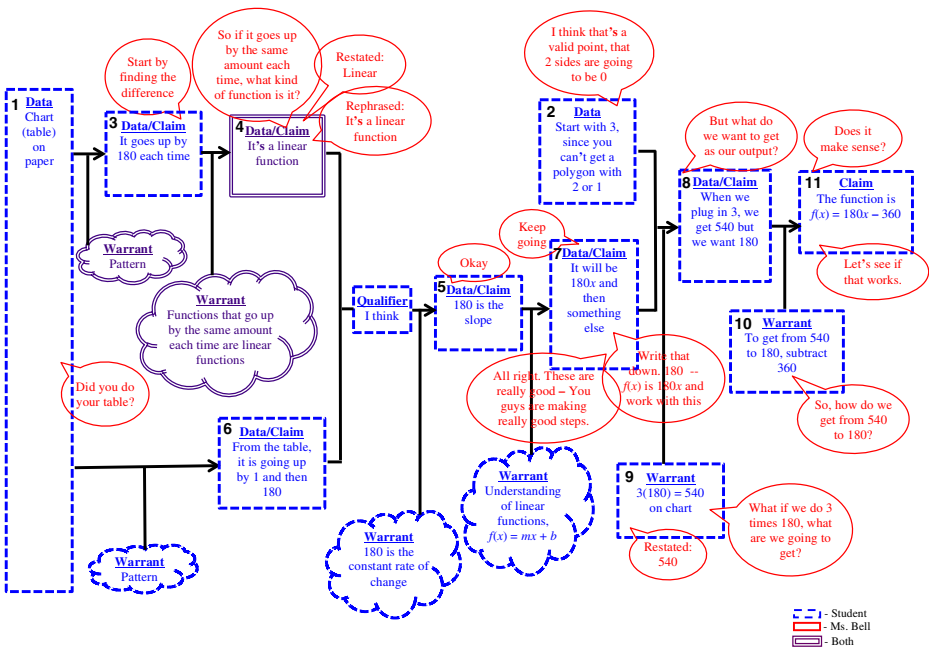 1 Data
Chart
(table)
on
paper
Start by
finding the
difference
3
Data/Claim
It goes up by
180 each time
So if it goes up
by the same
amount each
time, what kind
of function is it?
Restated:
Linear
Rephrased:
It's a linear
function
4
Data/Claim
It's a linear
function
Warrant
Pattern
Warrant
Functions that go up
by the same amount
each time are linear
functions
Did you do
your table?
6
Data/Claim
From the table,
it is going up
by 1 and then
180
Warrant
Pattern
Qualifier
I think
Warrant
180 is the
constant rate of
change
Okay
5
Data/Claim
180 is the
slope
All right. These are
really good – You
guys are making
really good steps.
Warrant
Understanding
of linear
functions,
f(x) = mx + b
I think that's a
valid point, that
2 sides are going
to be 0
2
Data
Start with 3,
since you
can't get a
polygon with
2 or 1
Keep
going
7
Data/Claim
It will be
180x and
then
something
else
Write that
down. 180 --
f(x) is 180x and
work with this
9
Warrant
3(180) = 540
on chart
Restated:
540
What if we do 3
times 180, what
are we going to
get?
But what do
we want to get
as our output?
8
Data/Claim
When we
plug in 3, we
get 540 but
we want 180
Does it
make sense?
11
Claim
The function is
f(x) = 180x – 360
Let's see if
that works.
10
Warrant
To get from 540
to 180, subtract
360
So, how do we
get from 540
to 180?
- Student
- Ms. Bell
- Both